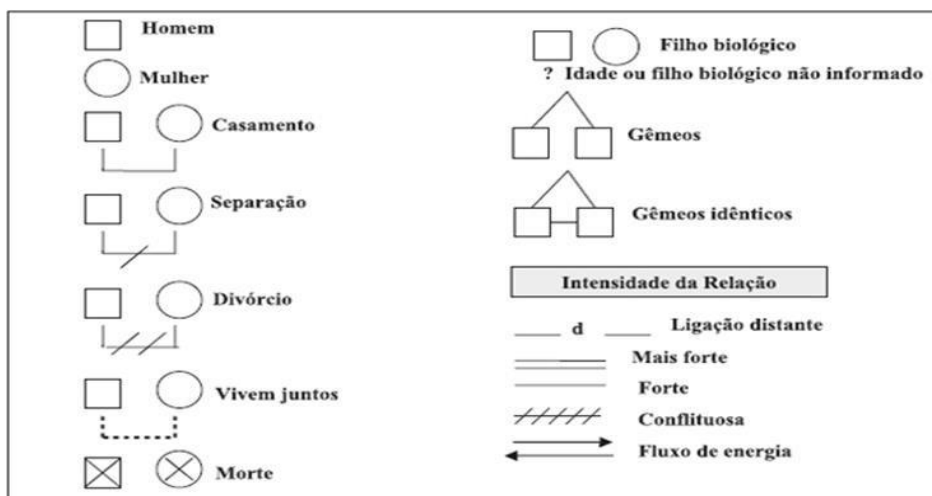 Homem
Mulher
Casamento
Separação
Divórcio
Vivem juntos
Morte
Filho biológico
? Idade ou filho biológico não informado
Gêmeos
Gêmeos idênticos
Intensidade da Relação
d Ligação distante
Mais forte
Forte
Conflituosa
Fluxo de energia